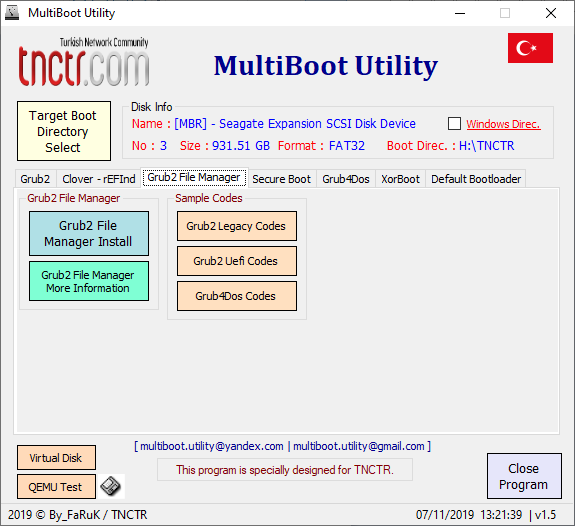 MultiBoot Utility
Turkish Network Community
tnctr.com
MultiBoot Utility
Target Boot
Directory
Select
Disk Info
Name : [MBR] - Seagate Expansion SCSI Disk Device
Windows Direc.
No : 3 Size : 931.51 GB Format : FAT32 Boot Direc. : H:\TNCTR
Grub2 Clover - rEFInd Grub2 File Manager Secure Boot Grub4Dos XorBoot Default Bootloader
Grub2 File Manager
Grub2 File
Manager Install
Grub2 File Manager
More Information
Sample Codes
Grub2 Legacy Codes
Grub2 Uefi Codes
Grub4Dos Codes
[ multiboot.utility@yandex.com | multiboot.utility@gmail.com ]
Virtual Disk
This program is specially designed for TNCTR.
QEMU Test
Close
Program
2019 © By_FaRuK / TNCTR
07/11/2019 13:21:39 | v1.5